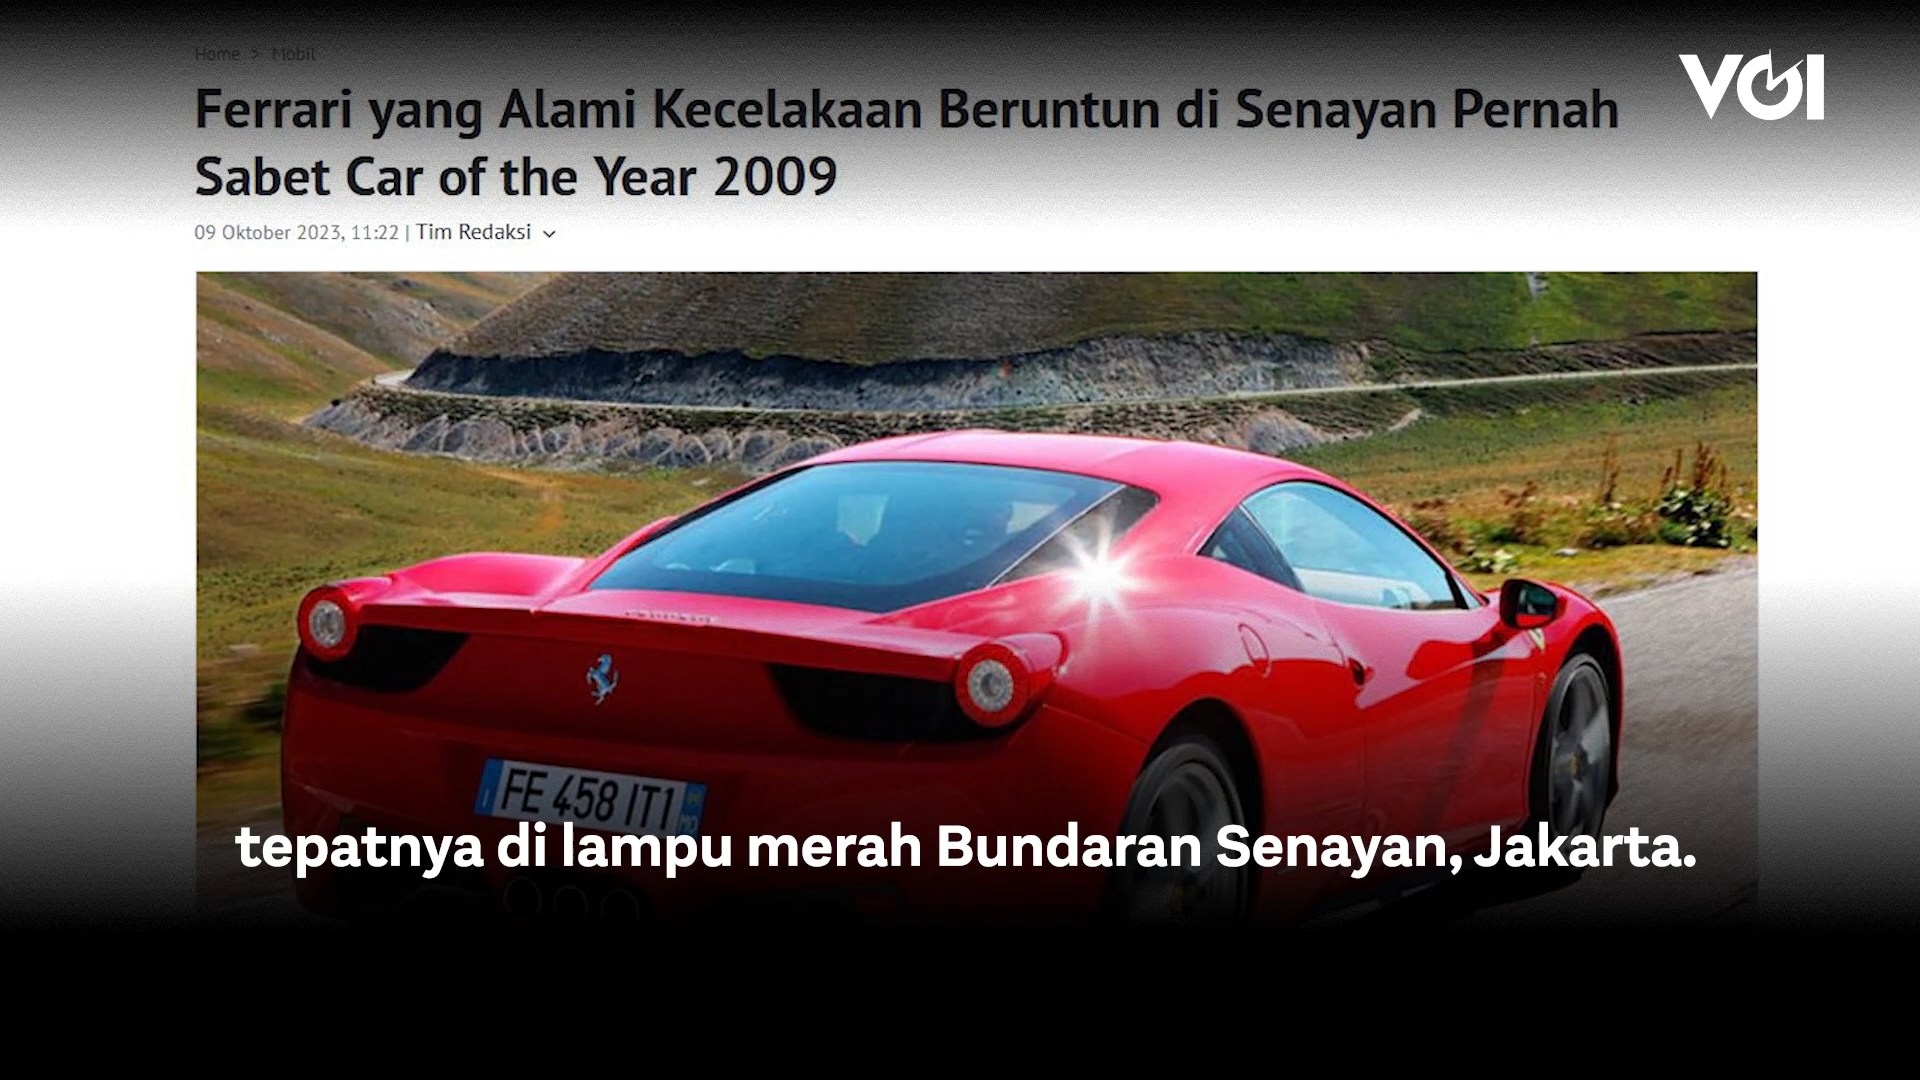 Home > Mobil
VOI
Ferrari yang Alami Kecelakaan Beruntun di Senayan Pernah
Sabet Car of the Year 2009
09 Oktober 2023, 11:22 | Tim Redaksi
FE 458 IT1
MO
tepatnya di lampu merah Bundaran Senayan, Jakarta.